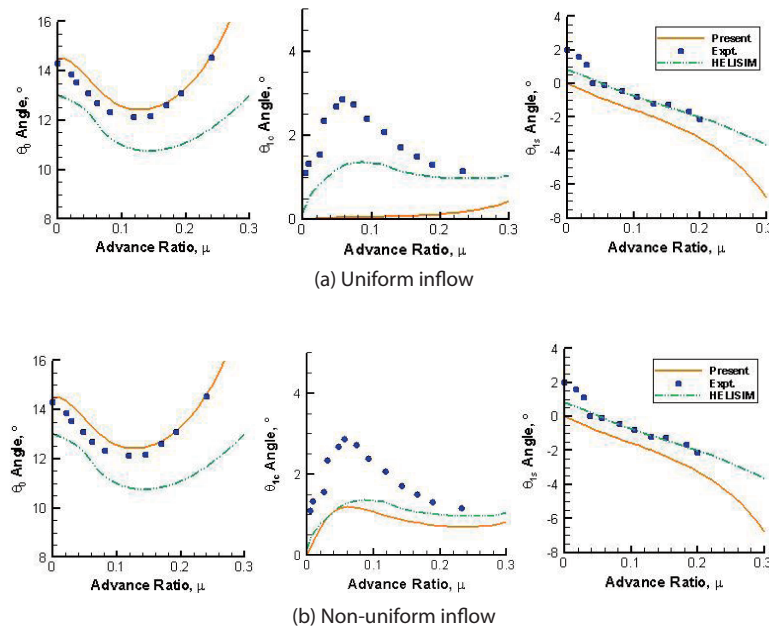 16
14
12
10
8
θ₀ Angle, °
0 0.1 0.2 0.3
Advance Ratio, μ
4
2
0
θ₁c Angle, °
0 0.1 0.2 0.3
Advance Ratio, μ
4
2
0
-2
-4
-6
-8
θ₁s Angle, °
Present
Expt.
HELISIM
0 0.1 0.2 0.3
Advance Ratio, μ
(a) Uniform inflow
16
14
12
10
8
θ₀ Angle, °
0 0.1 0.2 0.3
Advance Ratio, μ
4
2
0
θ₁c Angle, °
0 0.1 0.2 0.3
Advance Ratio, μ
4
2
0
-2
-4
-6
-8
θ₁s Angle, °
Present
Expt.
HELISIM
0 0.1 0.2 0.3
Advance Ratio, μ
(b) Non-uniform inflow